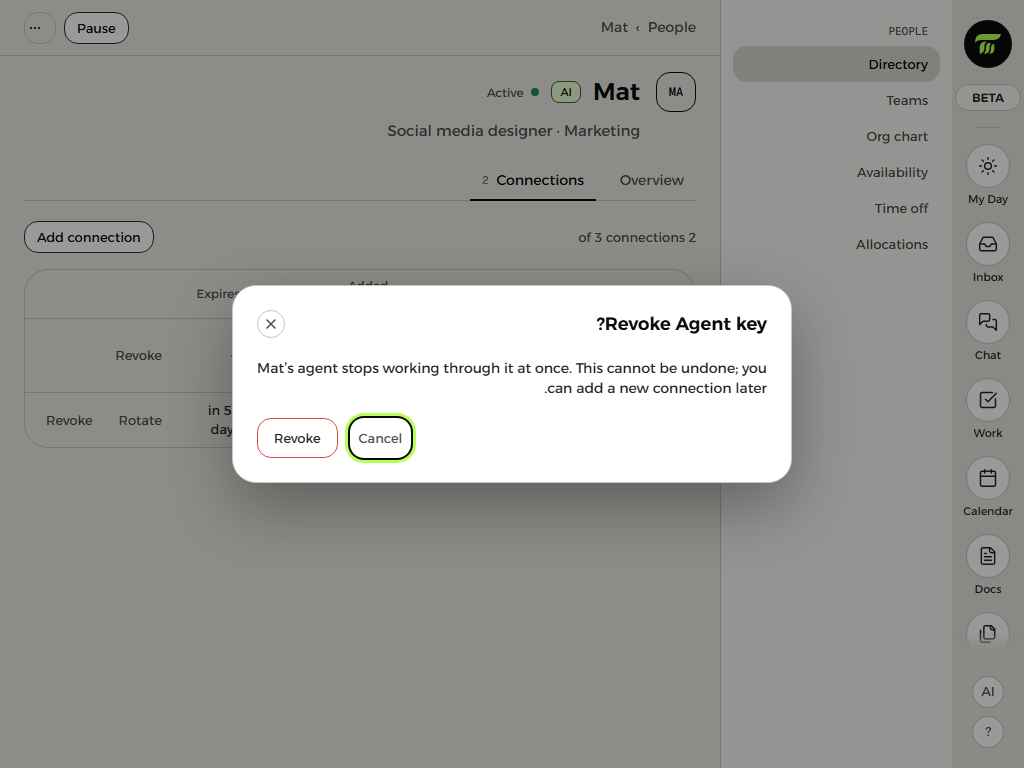 Pause
Mat ‹ People
Active
AI
Mat
MA
Social media designer · Marketing
2 Connections
Overview
Add connection
of 3 connections 2
Added
Expires
Revoke
Revoke
Rotate
in 5
day
?Revoke Agent key
Mat's agent stops working through it at once. This cannot be undone; you
.can add a new connection later
Revoke
Cancel
PEOPLE
Directory
Teams
Org chart
Availability
Time off
Allocations
BETA
My Day
Inbox
Chat
Work
Calendar
Docs
AI
?